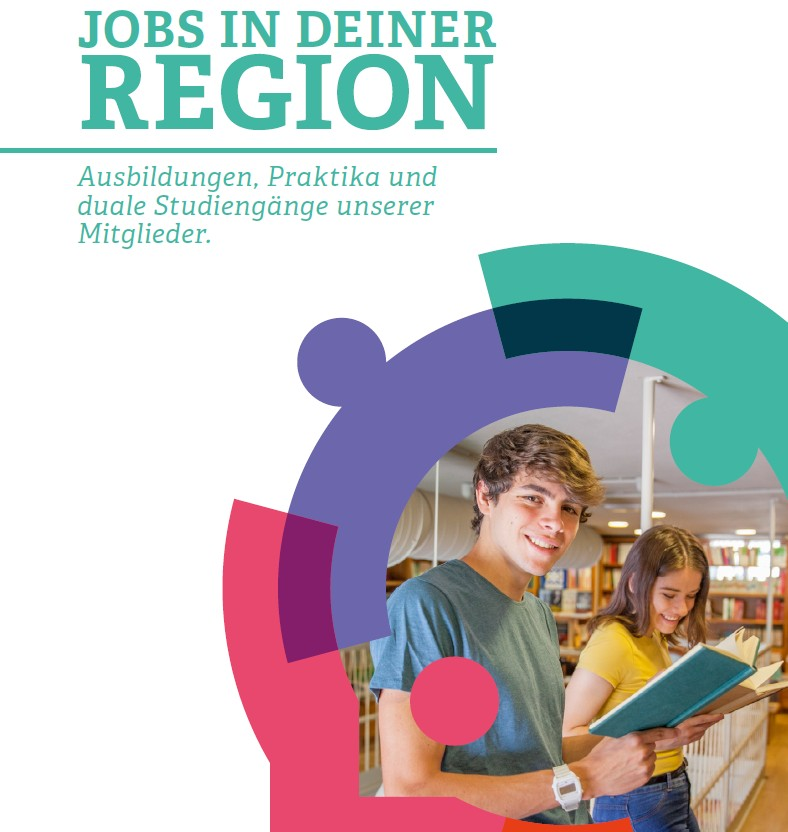 JOBS IN DEINER
REGION
Ausbildungen, Praktika und
duale Studiengänge unserer
Mitglieder.